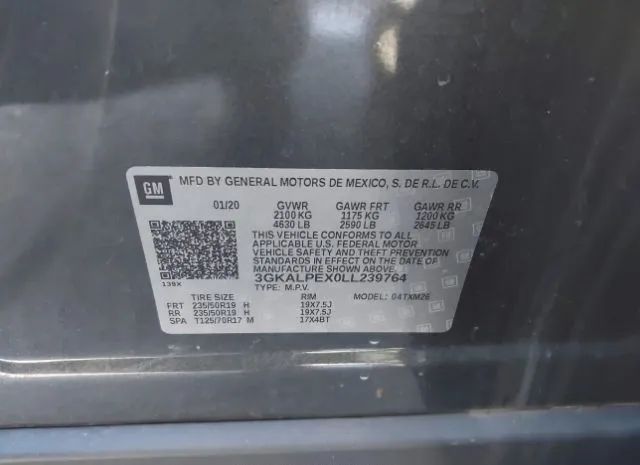 GM
MFD BY GENERAL MOTORS DE MEXICO, S. DE R.L. DE C.V.
01/20 GVWR GAWR FRT GAWR RR
2100 KG 1175 KG 1200 KG
4630 LB 2590 LB 2645 LB
THIS VEHICLE CONFORMS TO ALL
APPLICABLE U.S. FEDERAL MOTOR
VEHICLE SAFETY AND THEFT PREVENTION
STANDARDS IN EFFECT ON THE DATE OF
MANUFACTURE SHOWN ABOVE.
139X
3GKALPEX0LL239764
TYPE: M.P.V.
TIRE SIZE RIM MODEL: 04TXM26
FRT 235/50R19 H 19X7.5J
RR 235/50R19 H 19X7.5J
SPA T125/70R17 M 17X4BT